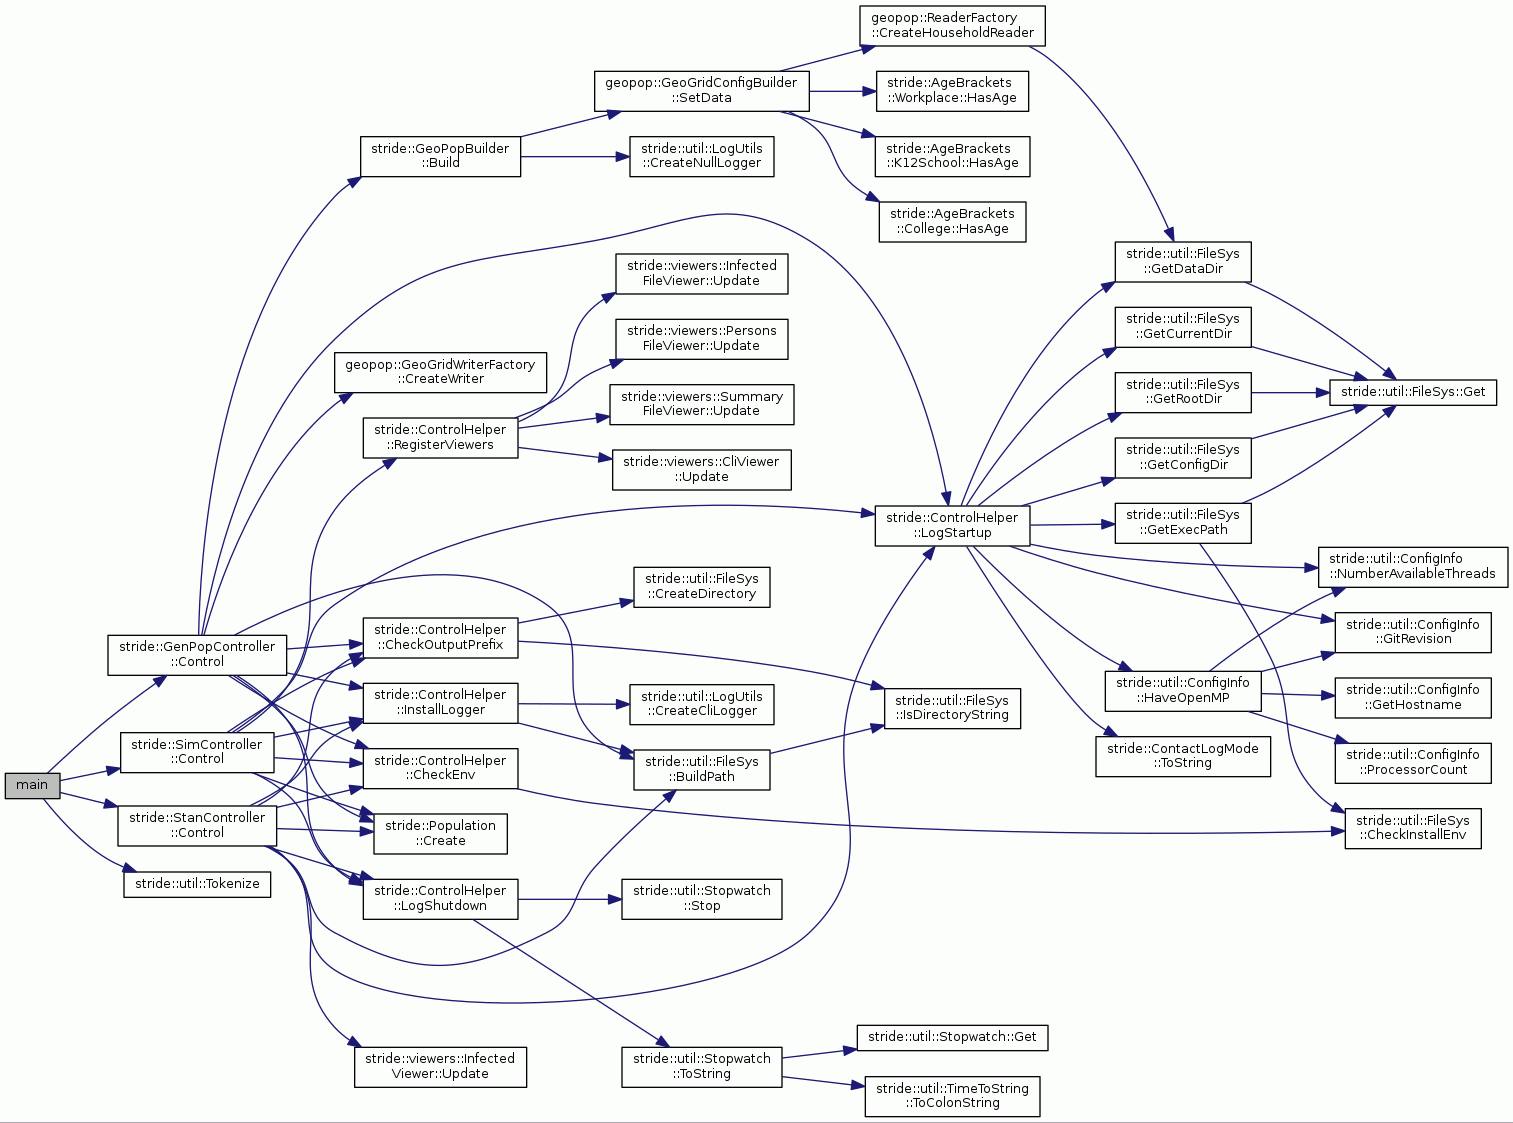 main
stride::GenPopController
::Control
stride::SimController
::Control
stride::StanController
::Control
stride::util::Tokenize
stride::GeoPopBuilder
::Build
geopop::GeoGridWriterFactory
::CreateWriter
stride::ControlHelper
::RegisterViewers
stride::ControlHelper
::CheckOutputPrefix
stride::ControlHelper
::InstallLogger
stride::ControlHelper
::CheckEnv
stride::Population
::Create
stride::ControlHelper
::LogShutdown
stride::viewers::Infected
Viewer::Update
geopop::GeoGridConfigBuilder
::SetData
stride::util::LogUtils
::CreateNullLogger
stride::viewers::Infected
FileViewer::Update
stride::viewers::Persons
FileViewer::Update
stride::viewers::Summary
FileViewer::Update
stride::viewers::CliViewer
::Update
stride::util::FileSys
::CreateDirectory
stride::util::LogUtils
::CreateCliLogger
stride::util::FileSys
::BuildPath
stride::util::Stopwatch
::Stop
stride::util::Stopwatch
::ToString
geopop::ReaderFactory
::CreateHouseholdReader
stride::AgeBrackets
::Workplace::HasAge
stride::AgeBrackets
::K12School::HasAge
stride::AgeBrackets
::College::HasAge
stride::ControlHelper
::LogStartup
stride::util::FileSys
::IsDirectoryString
stride::util::Stopwatch::Get
stride::util::TimeToString
::ToColonString
stride::util::FileSys
::GetDataDir
stride::util::FileSys
::GetCurrentDir
stride::util::FileSys
::GetRootDir
stride::util::FileSys
::GetConfigDir
stride::util::FileSys
::GetExecPath
stride::util::ConfigInfo
::HaveOpenMP
stride::ContactLogMode
::ToString
stride::util::FileSys::Get
stride::util::ConfigInfo
::NumberAvailableThreads
stride::util::ConfigInfo
::GitRevision
stride::util::ConfigInfo
::GetHostname
stride::util::ConfigInfo
::ProcessorCount
stride::util::FileSys
::CheckInstallEnv